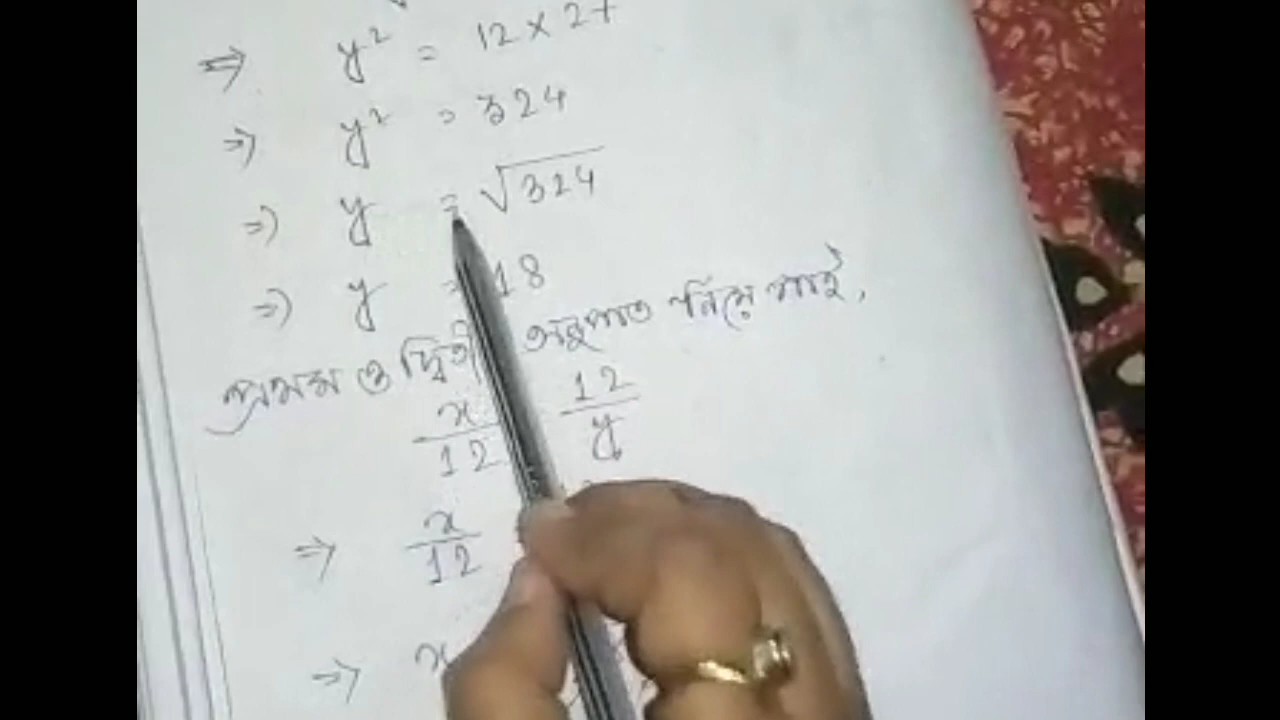 ⇒ y² = 12 × 27
⇒ y² = 324
⇒ y = √324
⇒ y = 18
প্রথম ও দ্বিতী অনুপাত নিয়ে পাই,
x/12 12/y
⇒ x/12
⇒ x